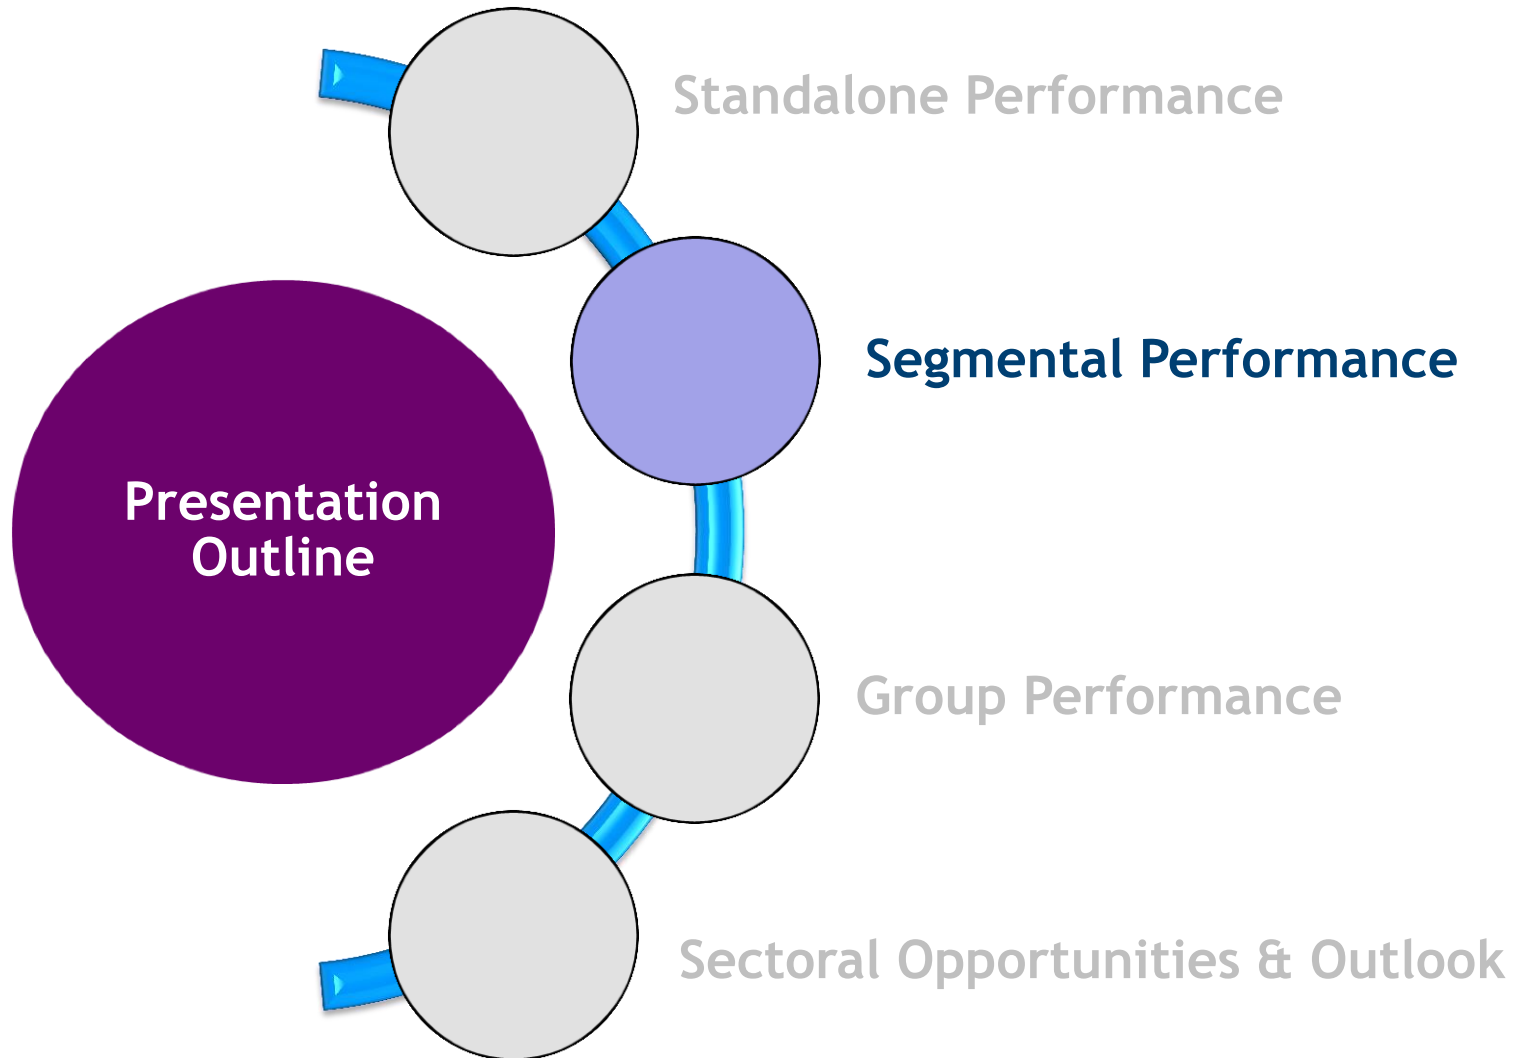 Presentation
Outline
Standalone Performance
Segmental Performance
Group Performance
Sectoral Opportunities & Outlook